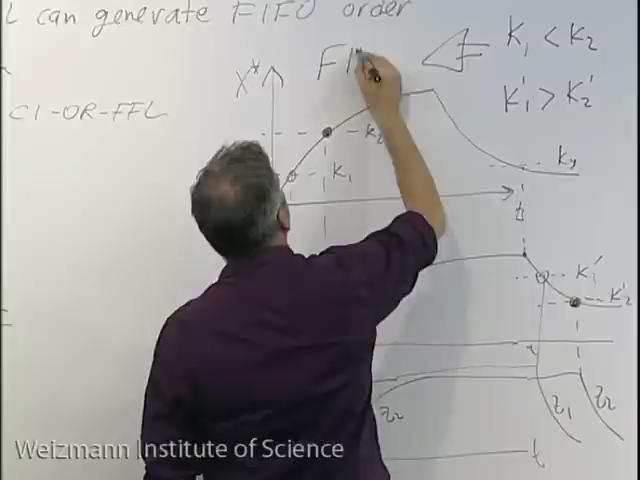 L can generate FIFO order
X*
FI
K₁ < K₂
K₁' > K₂'
C1-OR-FFL
K₂
K₁
Ky
t
K₁'
K₂'
Z₂
Z₁
Z₂
t
Weizmann Institute of Science